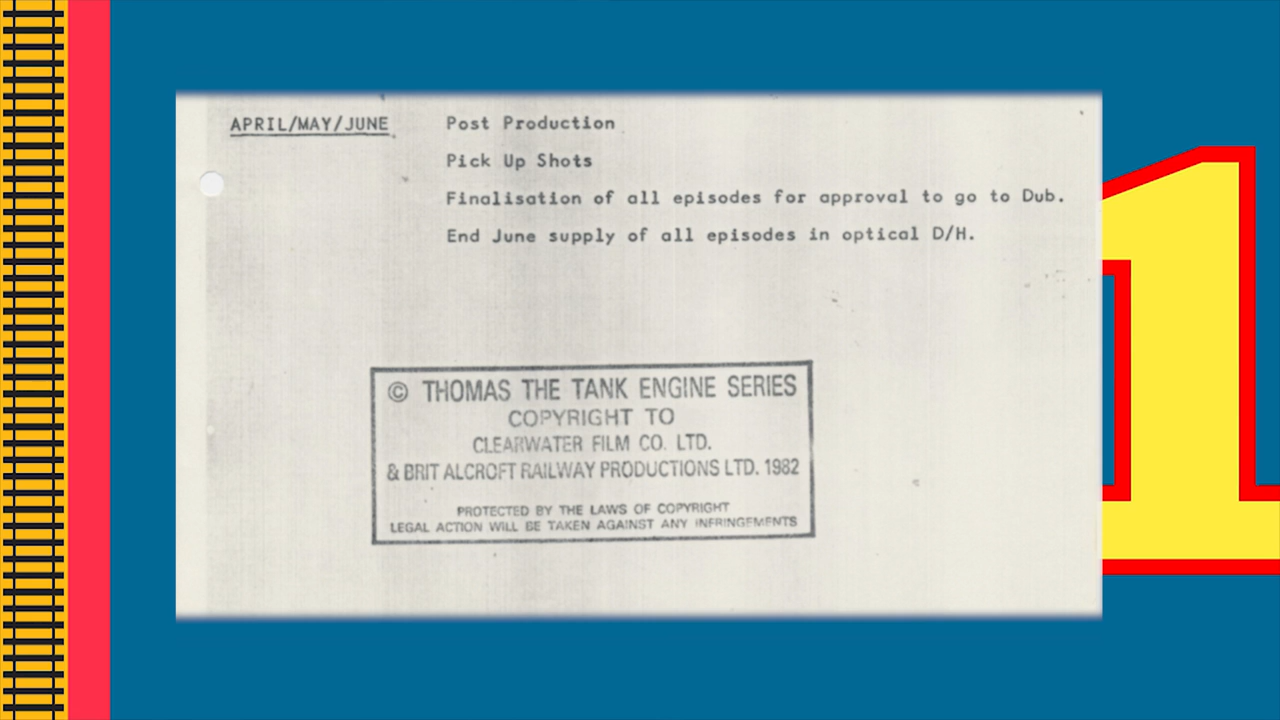 APRIL/MAY/JUNE Post Production
Pick Up Shots
Finalisation of all episodes for approval to go to Dub.
End June supply of all episodes in optical D/H.
© THOMAS THE TANK ENGINE SERIES
COPYRIGHT TO
CLEARWATER FILM CO. LTD.
& BRIT ALCROFT RAILWAY PRODUCTIONS LTD. 1982
PROTECTED BY THE LAWS OF COPYRIGHT
LEGAL ACTION WILL BE TAKEN AGAINST ANY INFRINGEMENTS
1